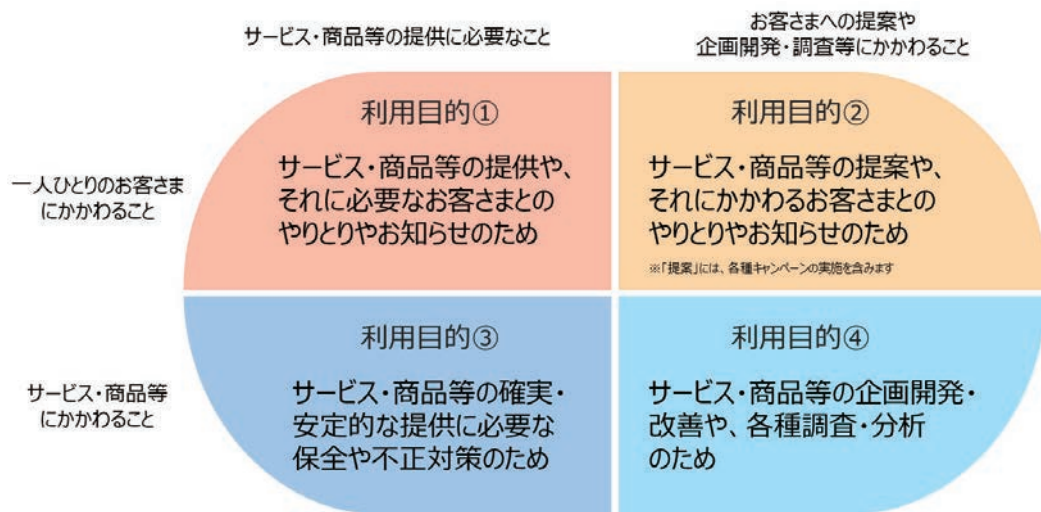 サービス・商品等の提供に必要なこと
お客さまへの提案や
企画開発・調査等にかかわること
一人ひとりのお客さま
にかかわること
利用目的①
サービス・商品等の提供や、
それに必要なお客さまとの
やりとりやお知らせのため
利用目的②
サービス・商品等の提案や、
それにかかわるお客さまとの
やりとりやお知らせのため
※「提案」には、各種キャンペーンの実施を含みます
サービス・商品等
にかかわること
利用目的③
サービス・商品等の確実・
安定的な提供に必要な
保全や不正対策のため
利用目的④
サービス・商品等の企画開発・
改善や、各種調査・分析
のため